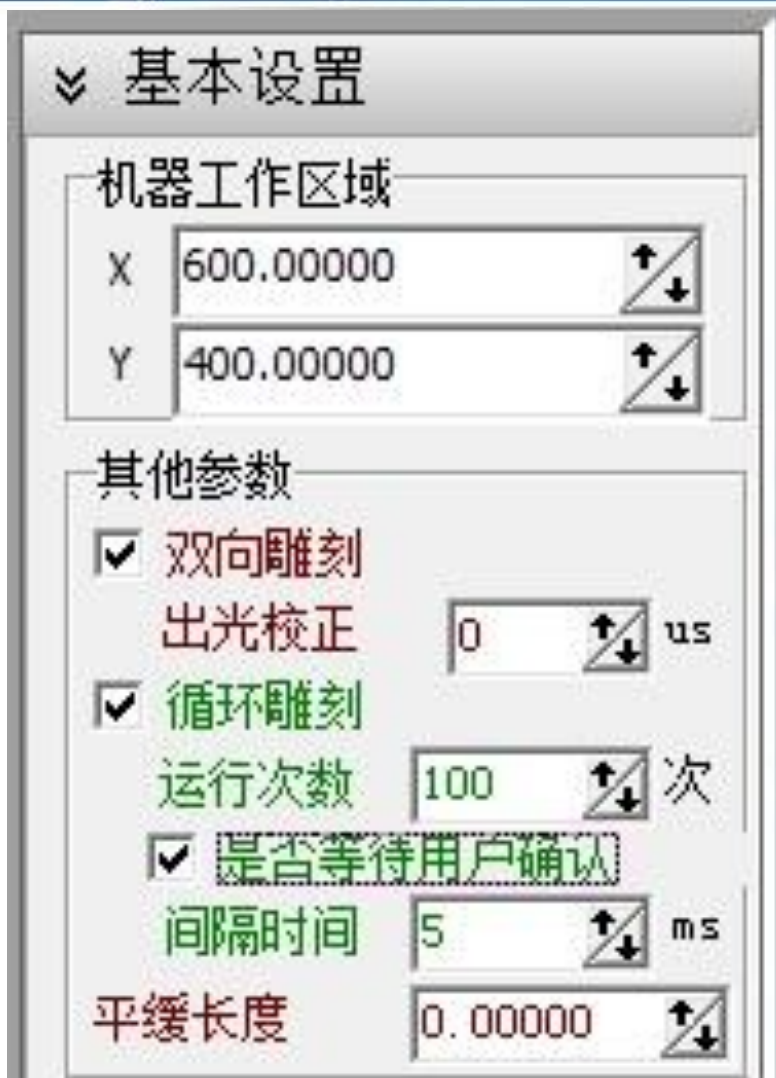 基本设置
机器工作区域
X 600.00000
Y 400.00000
其他参数
双向雕刻
出光校正 0 us
循环雕刻
运行次数 100 次
是否等待用户确认
间隔时间 5 ms
平缓长度 0.00000